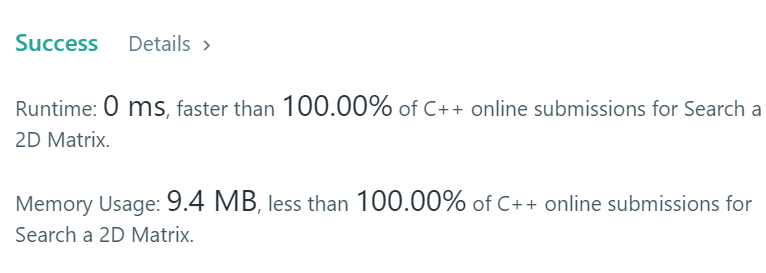 Success Details >
Runtime: 0 ms, faster than 100.00% of C++ online submissions for Search a
2D Matrix.
Memory Usage: 9.4 MB, less than 100.00% of C++ online submissions for
Search a 2D Matrix.